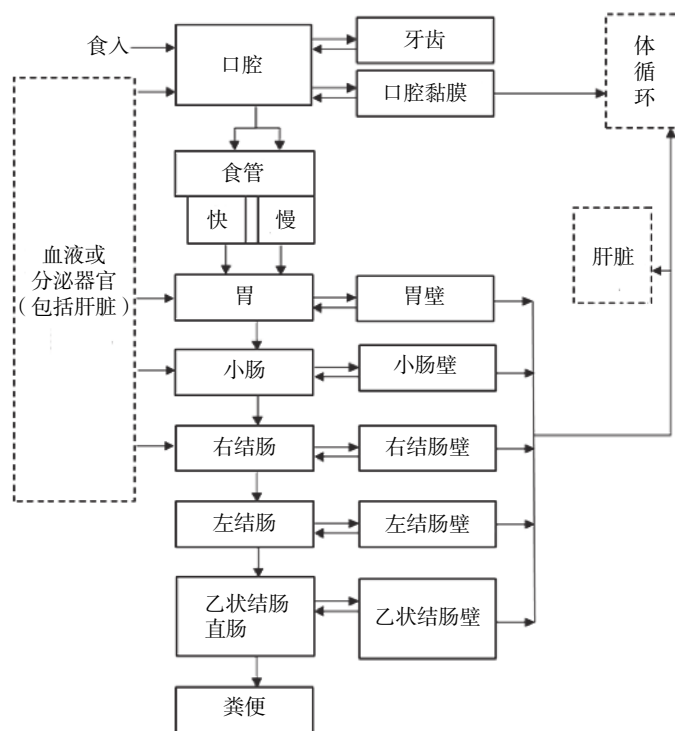 食入
口腔
牙齿
口腔黏膜
体
循
环
食管
快
慢
血液或
分泌器官
（包括肝脏）
肝脏
胃
胃壁
小肠
小肠壁
右结肠
右结肠壁
左结肠
左结肠壁
乙状结肠
直肠
乙状结肠壁
粪便